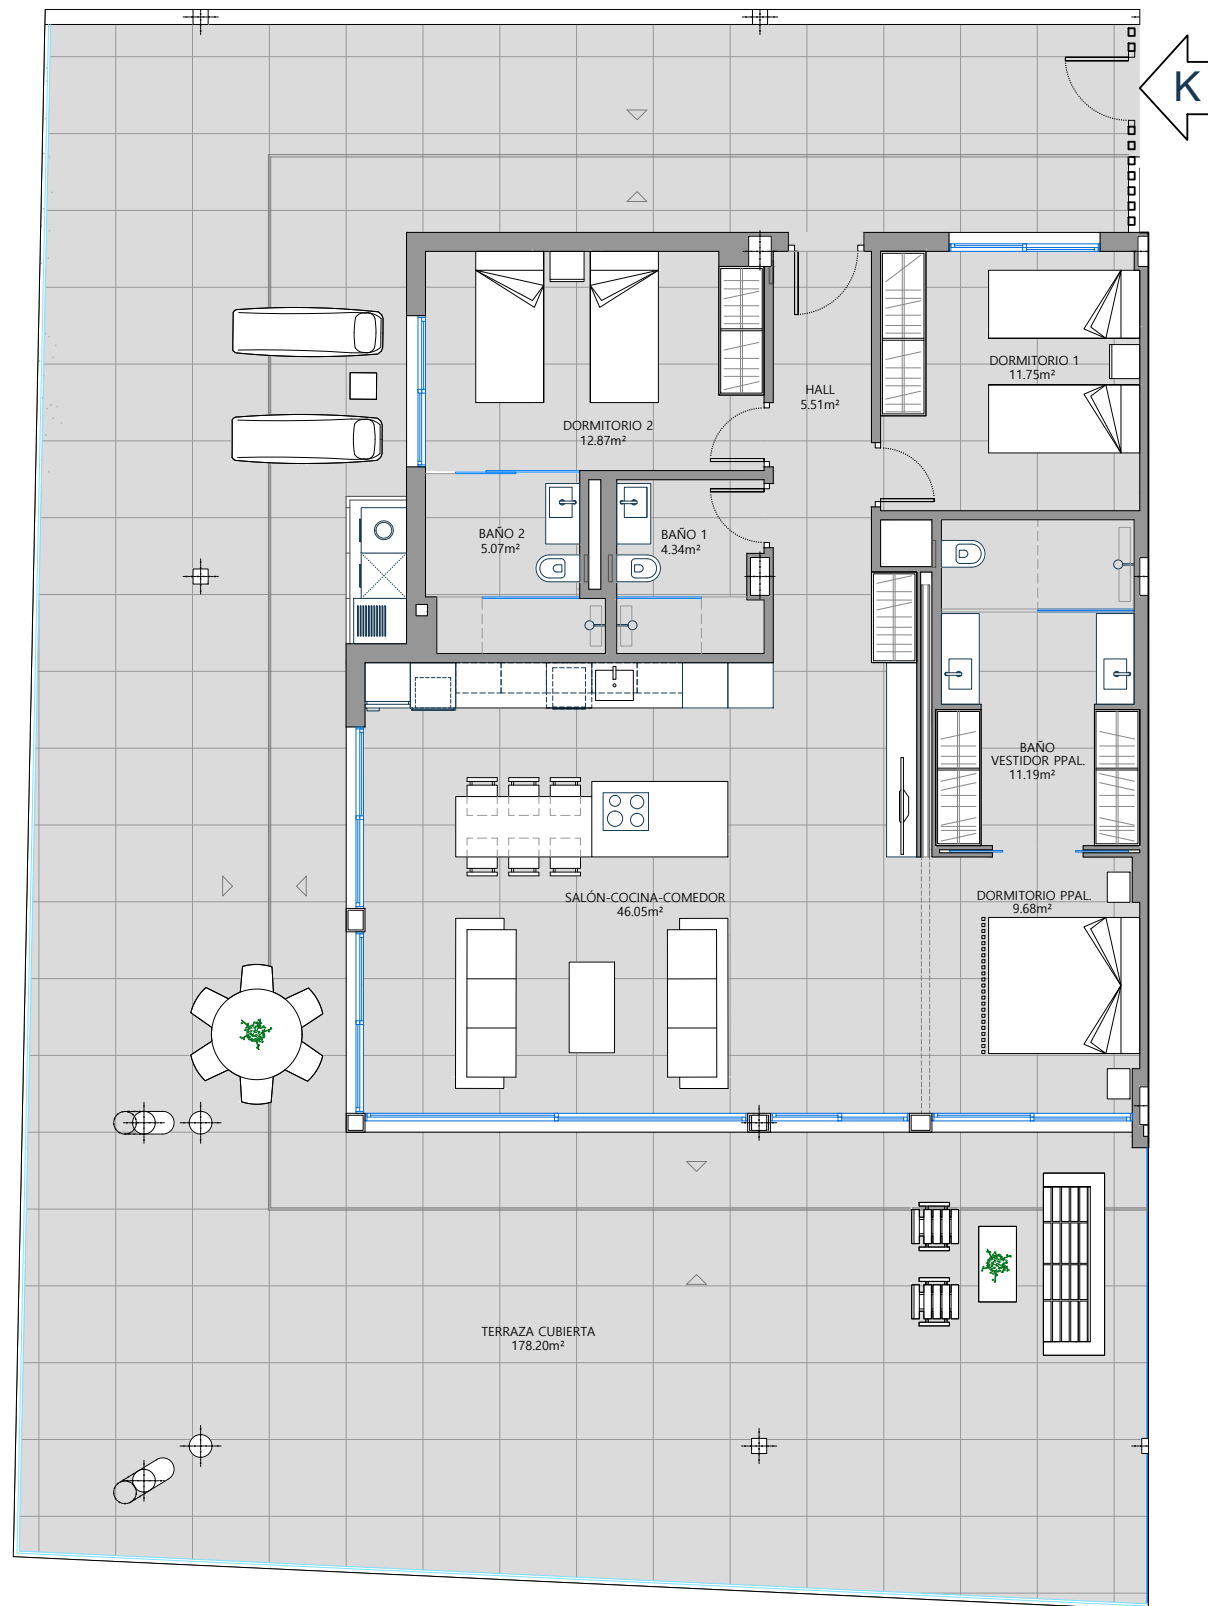 K
DORMITORIO 1
11.75m²
HALL
5.51m²
DORMITORIO 2
12.87m²
BAÑO 2
5.07m²
BAÑO 1
4.34m²
BAÑO
VESTIDOR PPAL.
11.19m²
SALÓN-COCINA-COMEDOR
46.05m²
DORMITORIO PPAL.
9.68m²
TERRAZA CUBIERTA
178.20m²